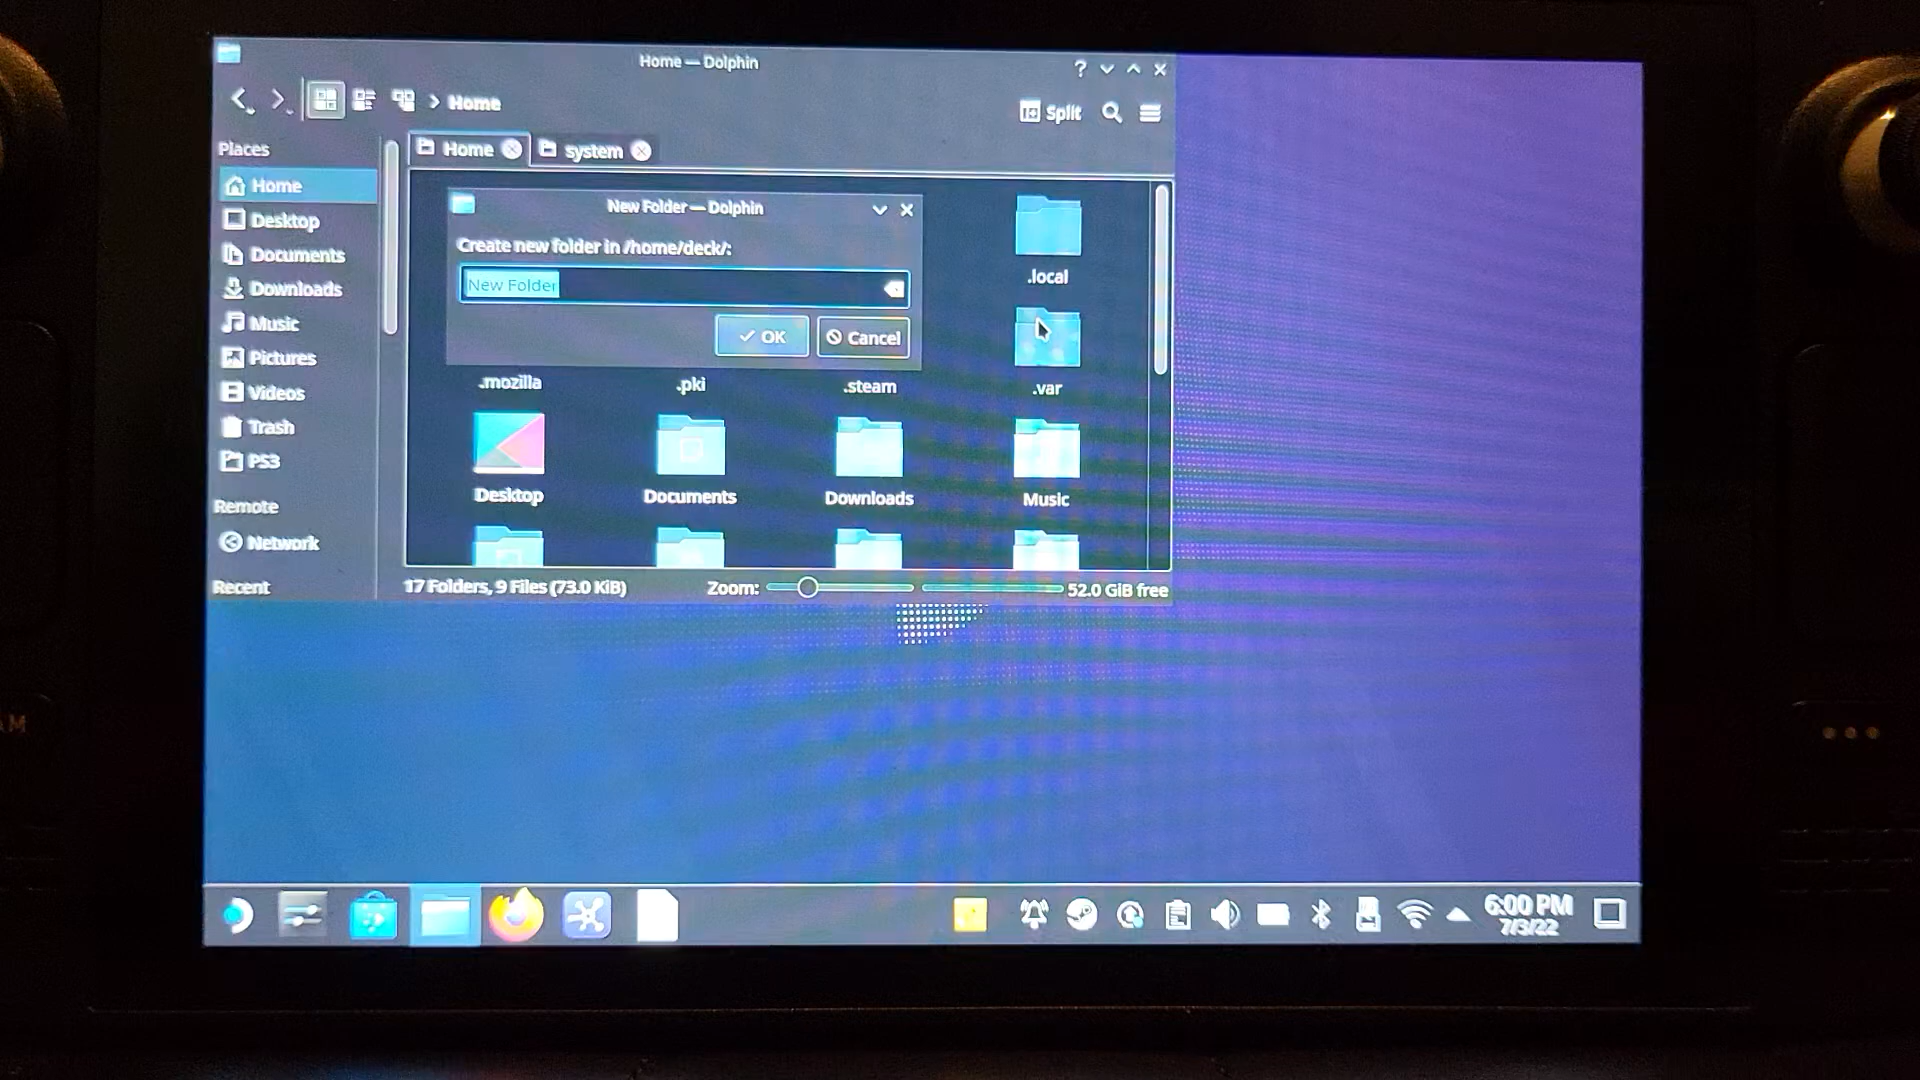 Home — Dolphin
Home
Split
Places
Home
system
Home
Desktop
Documents
Downloads
Music
Pictures
Videos
Trash
PS3
Remote
Network
Recent
New Folder — Dolphin
Create new folder in /home/deck/:
New Folder
OK
Cancel
.local
.mozilla
.pki
.steam
.var
Desktop
Documents
Downloads
Music
17 Folders, 9 Files (73.0 KiB)
Zoom:
52.0 GiB free
AM
6:00 PM
7/3/22